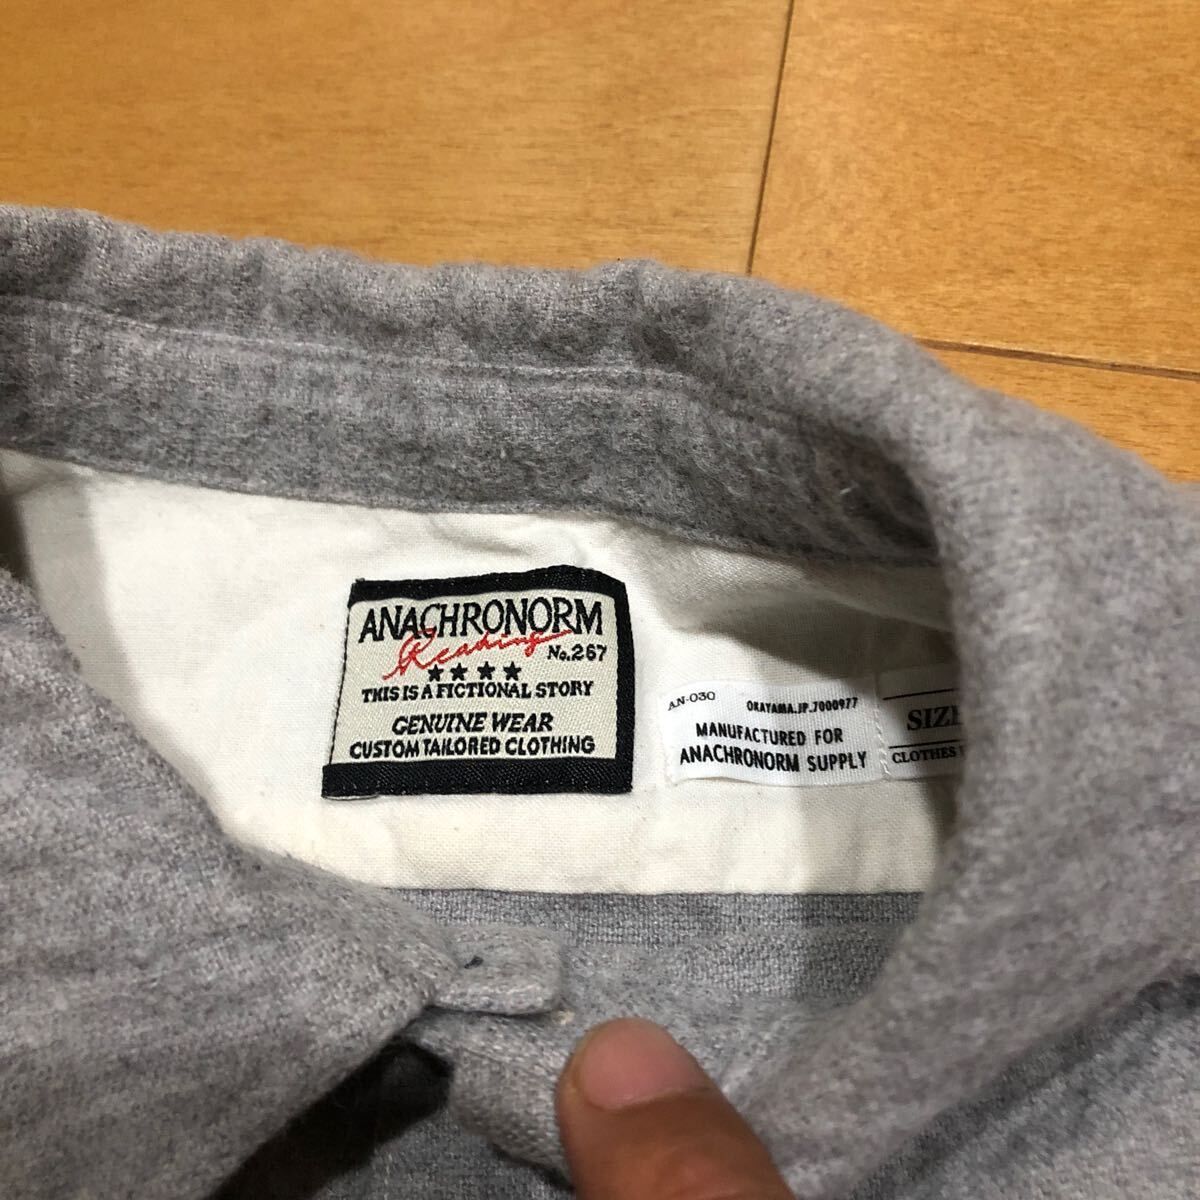 ANACHRONORM
Reading
No.267
★★★★
THIS IS A FICTIONAL STORY
GENUINE WEAR
CUSTOM TAILORED CLOTHING
AN-030
OKAYAMA.JP.7000977
MANUFACTURED FOR
ANACHRONORM SUPPLY
SIZE
CLOTHES